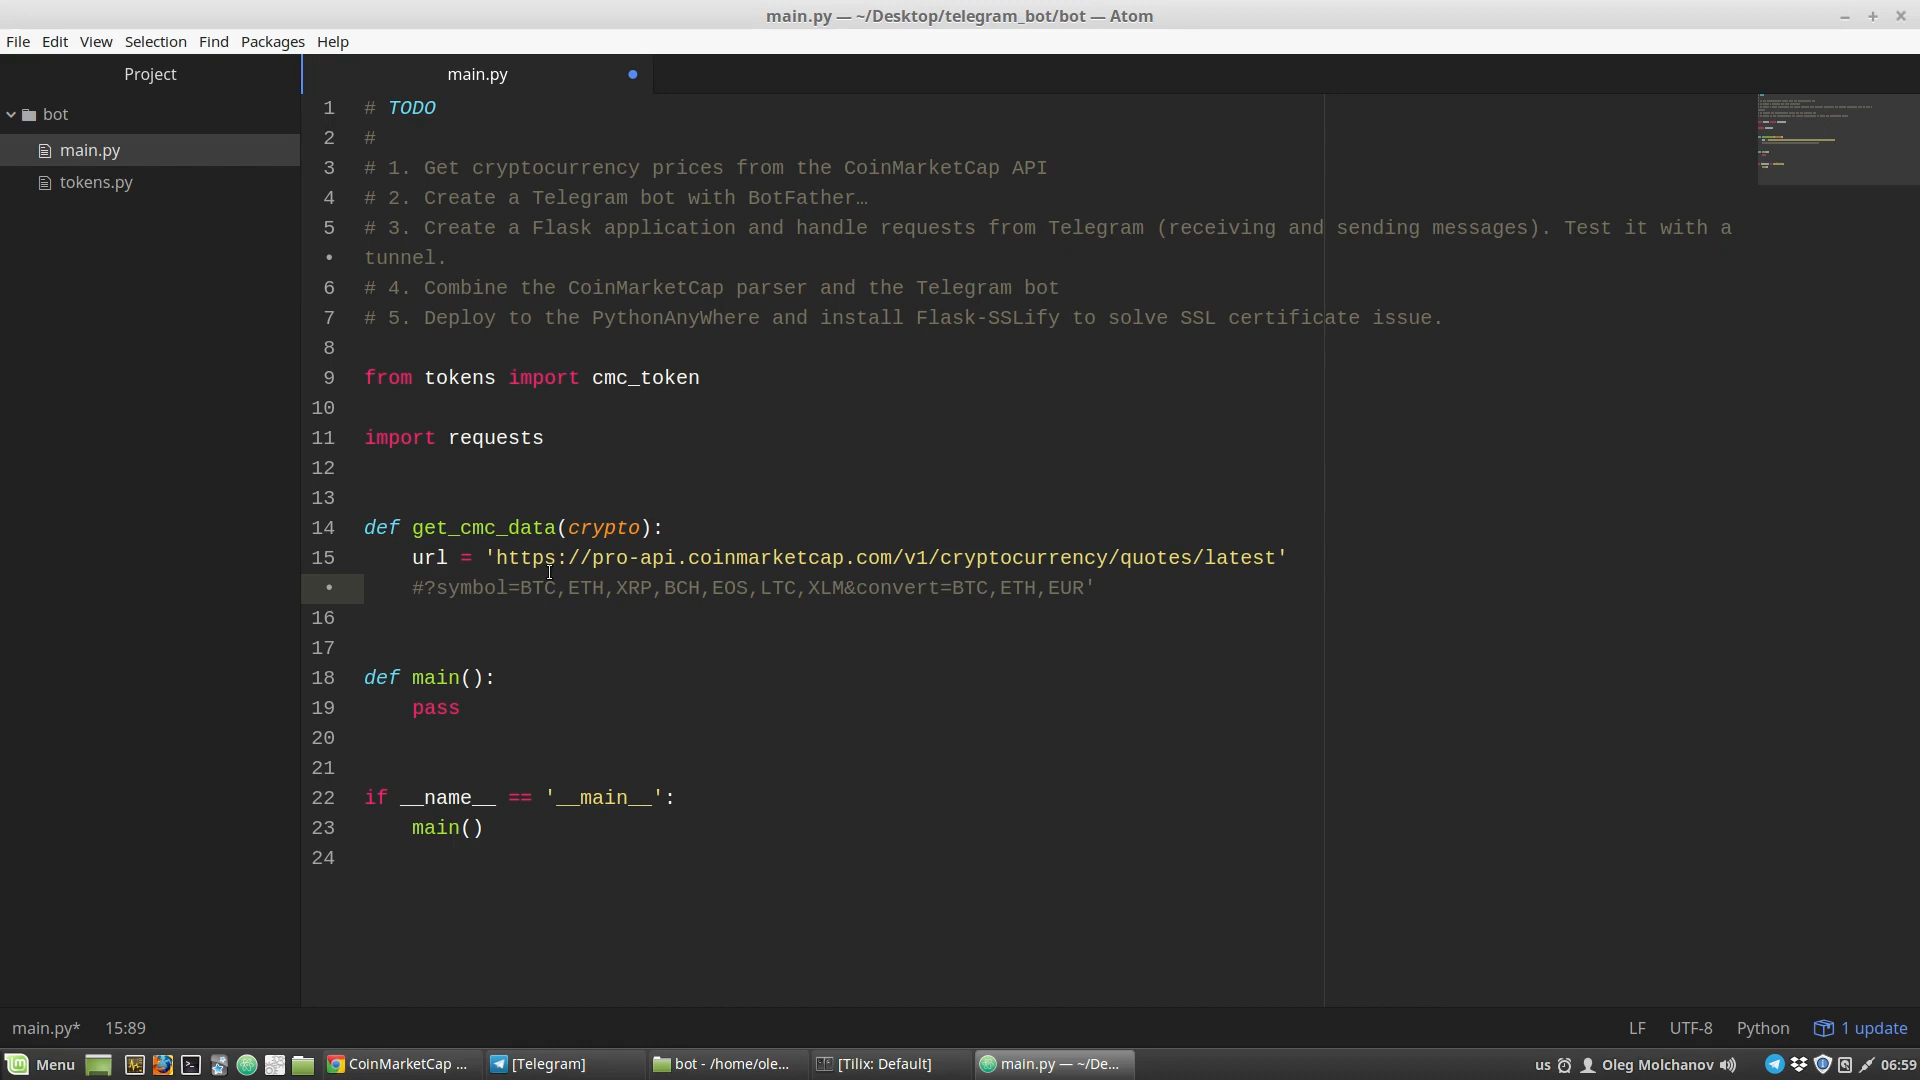 main.py — ~/Desktop/telegram_bot/bot — Atom
File Edit View Selection Find Packages Help
Project
main.py
bot
main.py
tokens.py
1 # TODO
2 #
3 # 1. Get cryptocurrency prices from the CoinMarketCap API
4 # 2. Create a Telegram bot with BotFather…
5 # 3. Create a Flask application and handle requests from Telegram (receiving and sending messages). Test it with a
• tunnel.
6 # 4. Combine the CoinMarketCap parser and the Telegram bot
7 # 5. Deploy to the PythonAnyWhere and install Flask-SSLify to solve SSL certificate issue.
8
9 from tokens import cmc_token
10
11 import requests
12
13
14 def get_cmc_data(crypto):
15     url = 'https://pro-api.coinmarketcap.com/v1/cryptocurrency/quotes/latest'
•     #?symbol=BTC,ETH,XRP,BCH,EOS,LTC,XLM&convert=BTC,ETH,EUR'
16
17
18 def main():
19     pass
20
21
22 if __name__ == '__main__':
23     main()
24
main.py* 15:89
LF UTF-8 Python 1 update
Menu CoinMarketCap ... [Telegram] bot - /home/ole... [Tilix: Default] main.py — ~/De... us Oleg Molchanov 06:59